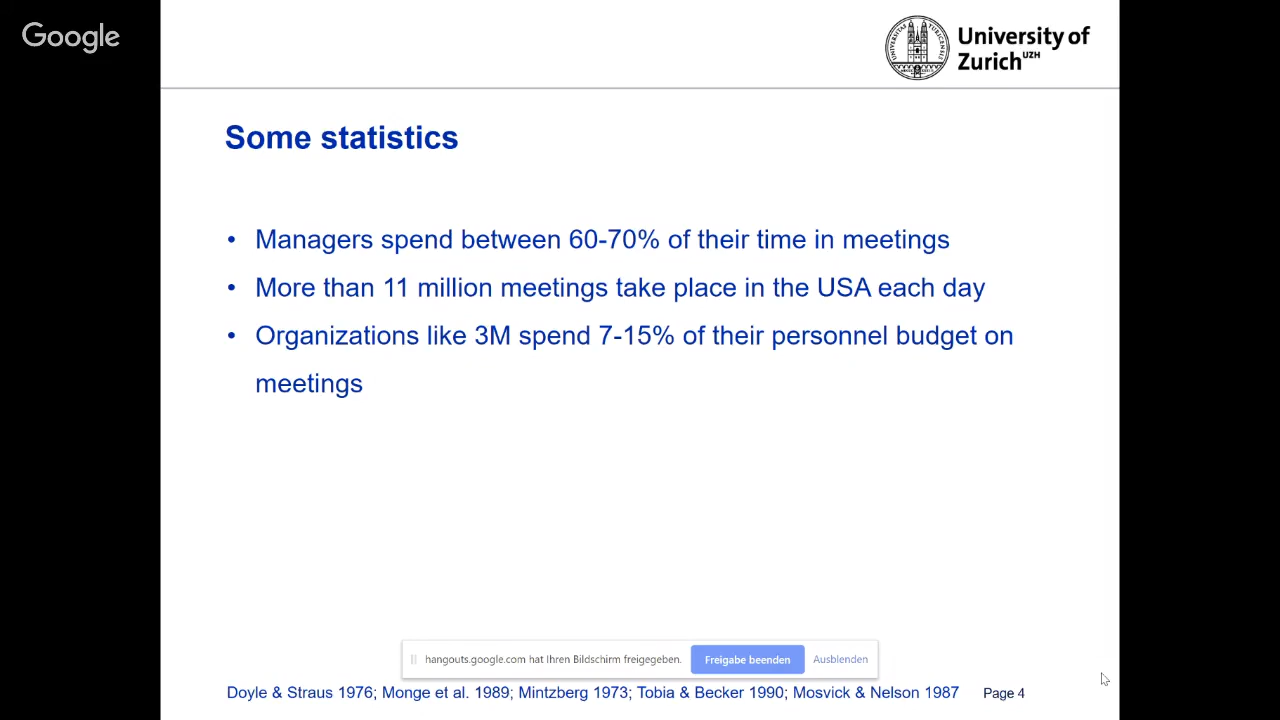 Google
University of
Zurich UZH
Some statistics
• Managers spend between 60-70% of their time in meetings
• More than 11 million meetings take place in the USA each day
• Organizations like 3M spend 7-15% of their personnel budget on
meetings
hangouts.google.com hat Ihren Bildschirm freigegeben. Freigabe beenden Ausblenden
Doyle & Straus 1976; Monge et al. 1989; Mintzberg 1973; Tobia & Becker 1990; Mosvick & Nelson 1987 Page 4